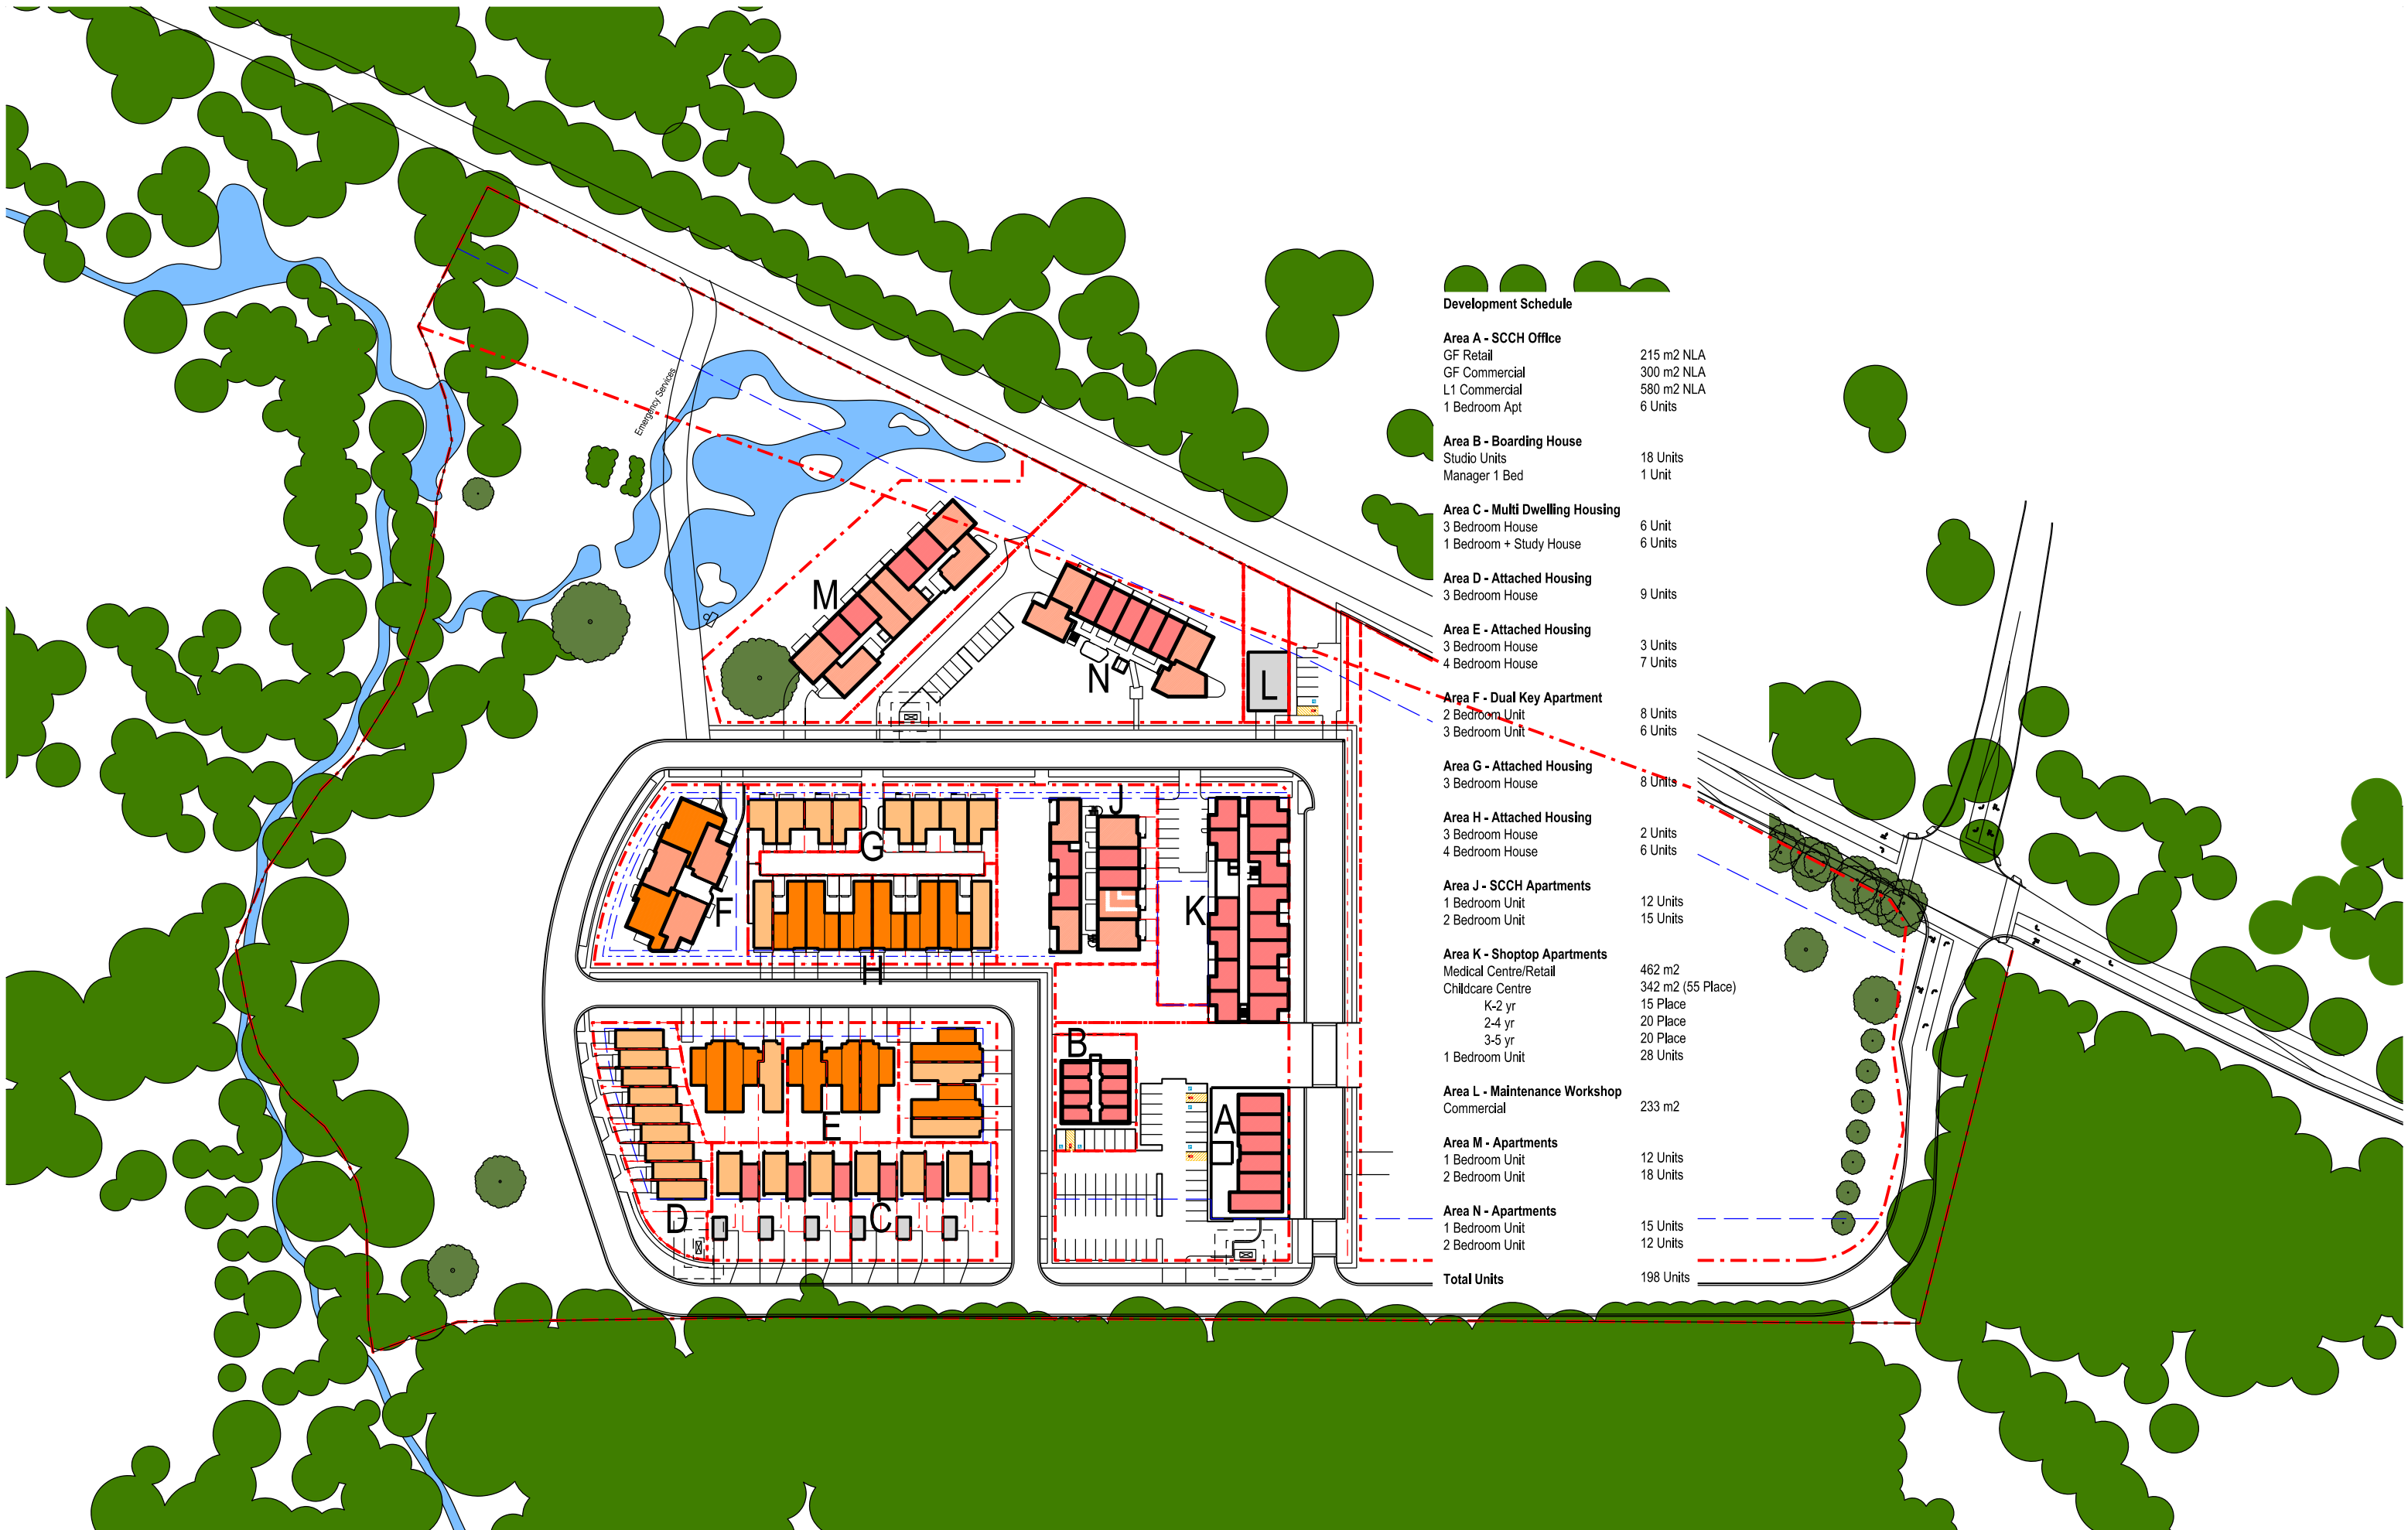 Emergency Services
M
N
L
J
G
F
K
H
B
E
A
D
C
Development Schedule
Area A - SCCH Office
GF Retail 215 m2 NLA
GF Commercial 300 m2 NLA
L1 Commercial 580 m2 NLA
1 Bedroom Apt 6 Units
Area B - Boarding House
Studio Units 18 Units
Manager 1 Bed 1 Unit
Area C - Multi Dwelling Housing
3 Bedroom House 6 Unit
1 Bedroom + Study House 6 Units
Area D - Attached Housing
3 Bedroom House 9 Units
Area E - Attached Housing
3 Bedroom House 3 Units
4 Bedroom House 7 Units
Area F - Dual Key Apartment
2 Bedroom Unit 8 Units
3 Bedroom Unit 6 Units
Area G - Attached Housing
3 Bedroom House 8 Units
Area H - Attached Housing
3 Bedroom House 2 Units
4 Bedroom House 6 Units
Area J - SCCH Apartments
1 Bedroom Unit 12 Units
2 Bedroom Unit 15 Units
Area K - Shoptop Apartments
Medical Centre/Retail 462 m2
Childcare Centre 342 m2 (55 Place)
K-2 yr 15 Place
2-4 yr 20 Place
3-5 yr 20 Place
1 Bedroom Unit 28 Units
Area L - Maintenance Workshop
Commercial 233 m2
Area M - Apartments
1 Bedroom Unit 12 Units
2 Bedroom Unit 18 Units
Area N - Apartments
1 Bedroom Unit 15 Units
2 Bedroom Unit 12 Units
Total Units 198 Units